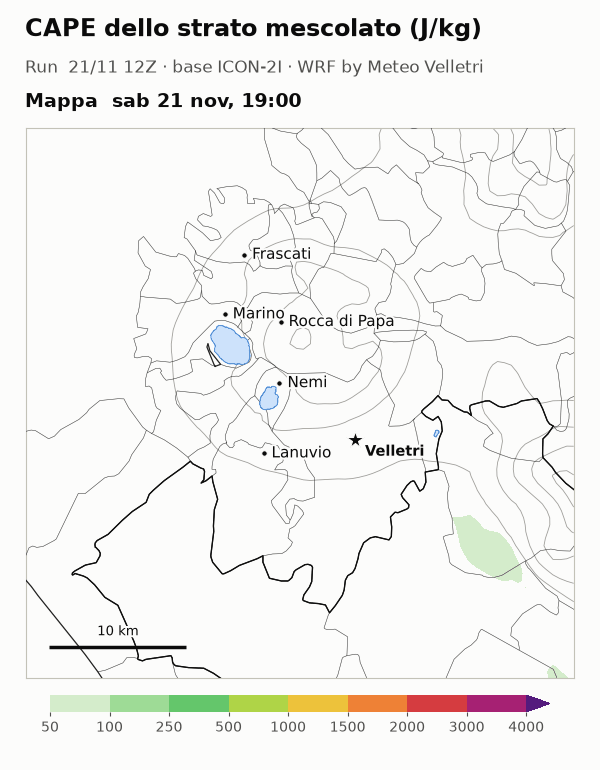 CAPE dello strato mescolato (J/kg)
Run  21/11 12Z · base ICON-2I · WRF by Meteo Velletri
Mappa  sab 21 nov, 19:00
Frascati
Marino
Rocca di Papa
Nemi
Velletri
Lanuvio
10 km
50 100 250 500 1000 1500 2000 3000 4000